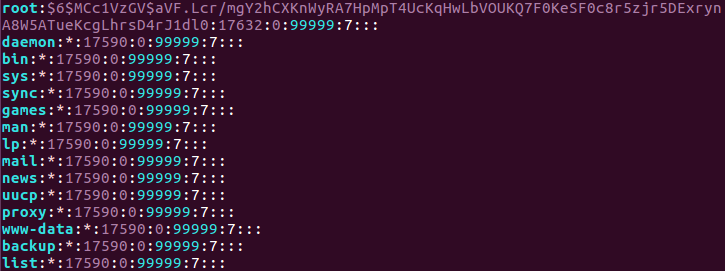 root:$6$MCc1VzGV$aVF.Lcr/mgY2hCXKnWyRA7HpMpT4UcKqHwLbVOUKQ7F0KeSF0c8r5zjr5DExryn
A8W5ATueKcgLhrsD4rJ1dl0:17632:0:99999:7:::
daemon:*:17590:0:99999:7:::
bin:*:17590:0:99999:7:::
sys:*:17590:0:99999:7:::
sync:*:17590:0:99999:7:::
games:*:17590:0:99999:7:::
man:*:17590:0:99999:7:::
lp:*:17590:0:99999:7:::
mail:*:17590:0:99999:7:::
news:*:17590:0:99999:7:::
uucp:*:17590:0:99999:7:::
proxy:*:17590:0:99999:7:::
www-data:*:17590:0:99999:7:::
backup:*:17590:0:99999:7:::
list:*:17590:0:99999:7:::